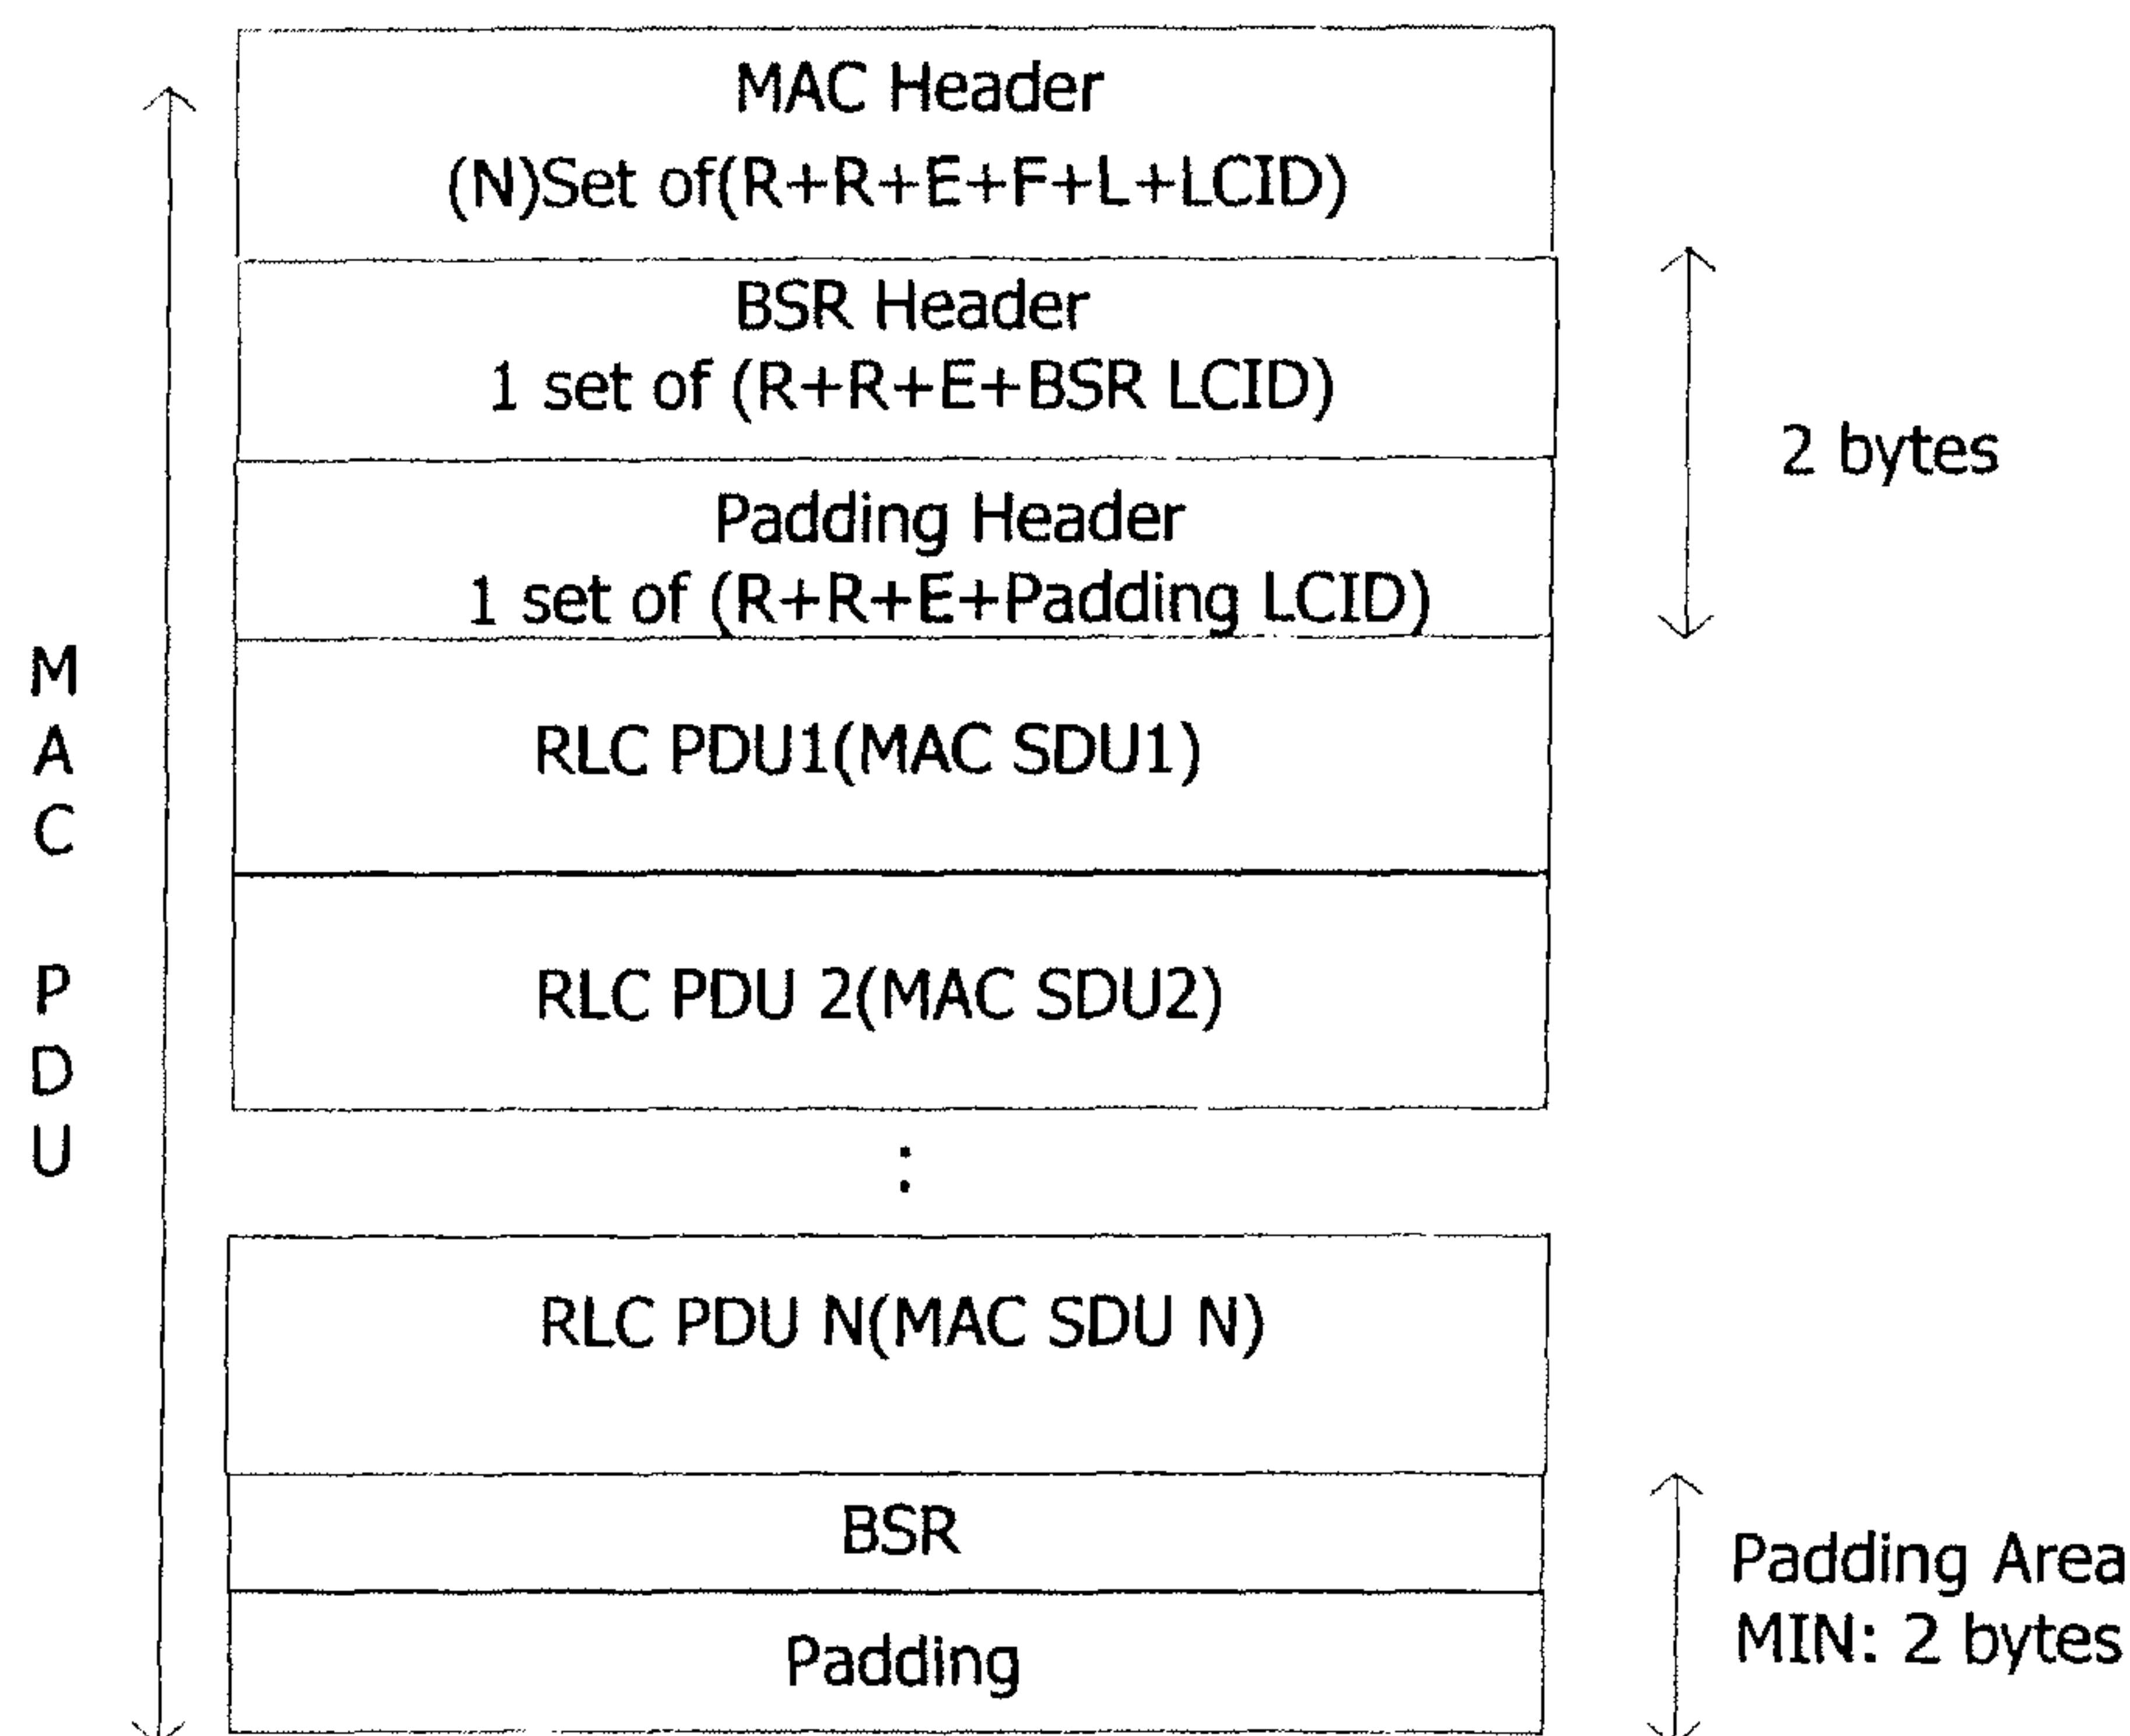 MAC Header
(N)Set of(R+R+E+F+L+LCID)
BSR Header
1 set of (R+R+E+BSR LCID)
2 bytes
Padding Header
1 set of (R+R+E+Padding LCID)
MAC PDU
RLC PDU1(MAC SDU1)
RLC PDU 2(MAC SDU2)
:
RLC PDU N(MAC SDU N)
BSR
Padding
Padding Area
MIN: 2 bytes